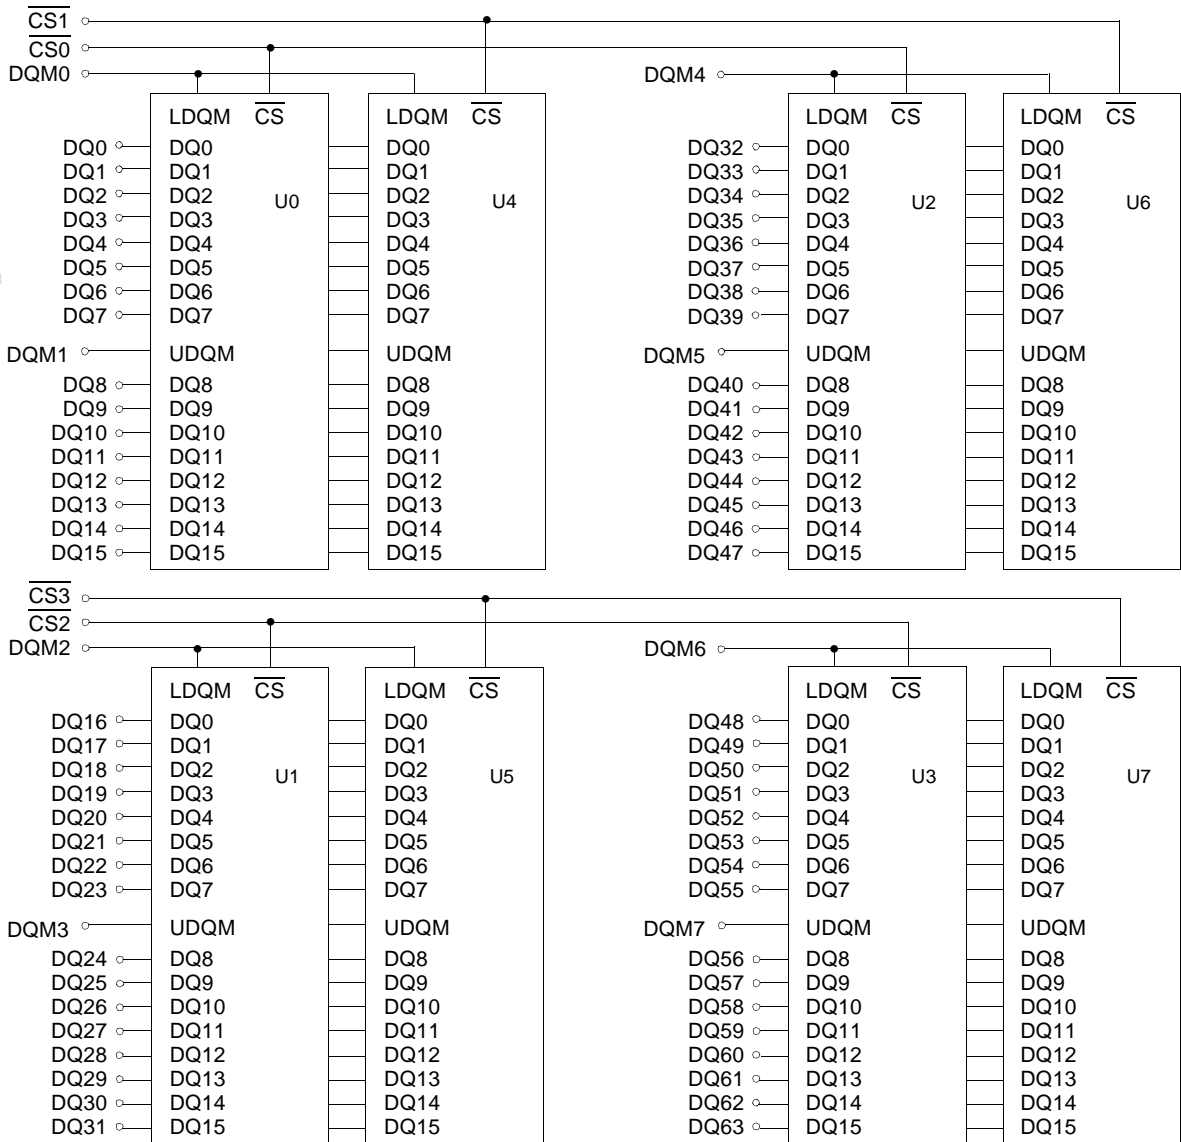 CS1
CS0
DQM0 DQM4
LDQM CS LDQM CS LDQM CS LDQM CS
DQ0 DQ0 DQ0 DQ32 DQ0 DQ0
DQ1 DQ1 DQ1 DQ33 DQ1 DQ1
DQ2 DQ2 U0 DQ2 U4 DQ34 DQ2 U2 DQ2 U6
DQ3 DQ3 DQ3 DQ35 DQ3 DQ3
DQ4 DQ4 DQ4 DQ36 DQ4 DQ4
DQ5 DQ5 DQ5 DQ37 DQ5 DQ5
DQ6 DQ6 DQ6 DQ38 DQ6 DQ6
DQ7 DQ7 DQ7 DQ39 DQ7 DQ7
DQM1 UDQM UDQM DQM5 UDQM UDQM
DQ8 DQ8 DQ8 DQ40 DQ8 DQ8
DQ9 DQ9 DQ9 DQ41 DQ9 DQ9
DQ10 DQ10 DQ10 DQ42 DQ10 DQ10
DQ11 DQ11 DQ11 DQ43 DQ11 DQ11
DQ12 DQ12 DQ12 DQ44 DQ12 DQ12
DQ13 DQ13 DQ13 DQ45 DQ13 DQ13
DQ14 DQ14 DQ14 DQ46 DQ14 DQ14
DQ15 DQ15 DQ15 DQ47 DQ15 DQ15
CS3
CS2
DQM2 DQM6
LDQM CS LDQM CS LDQM CS LDQM CS
DQ16 DQ0 DQ0 DQ48 DQ0 DQ0
DQ17 DQ1 DQ1 DQ49 DQ1 DQ1
DQ18 DQ2 U1 DQ2 U5 DQ50 DQ2 U3 DQ2 U7
DQ19 DQ3 DQ3 DQ51 DQ3 DQ3
DQ20 DQ4 DQ4 DQ52 DQ4 DQ4
DQ21 DQ5 DQ5 DQ53 DQ5 DQ5
DQ22 DQ6 DQ6 DQ54 DQ6 DQ6
DQ23 DQ7 DQ7 DQ55 DQ7 DQ7
DQM3 UDQM UDQM DQM7 UDQM UDQM
DQ24 DQ8 DQ8 DQ56 DQ8 DQ8
DQ25 DQ9 DQ9 DQ57 DQ9 DQ9
DQ26 DQ10 DQ10 DQ58 DQ10 DQ10
DQ27 DQ11 DQ11 DQ59 DQ11 DQ11
DQ28 DQ12 DQ12 DQ60 DQ12 DQ12
DQ29 DQ13 DQ13 DQ61 DQ13 DQ13
DQ30 DQ14 DQ14 DQ62 DQ14 DQ14
DQ31 DQ15 DQ15 DQ63 DQ15 DQ15